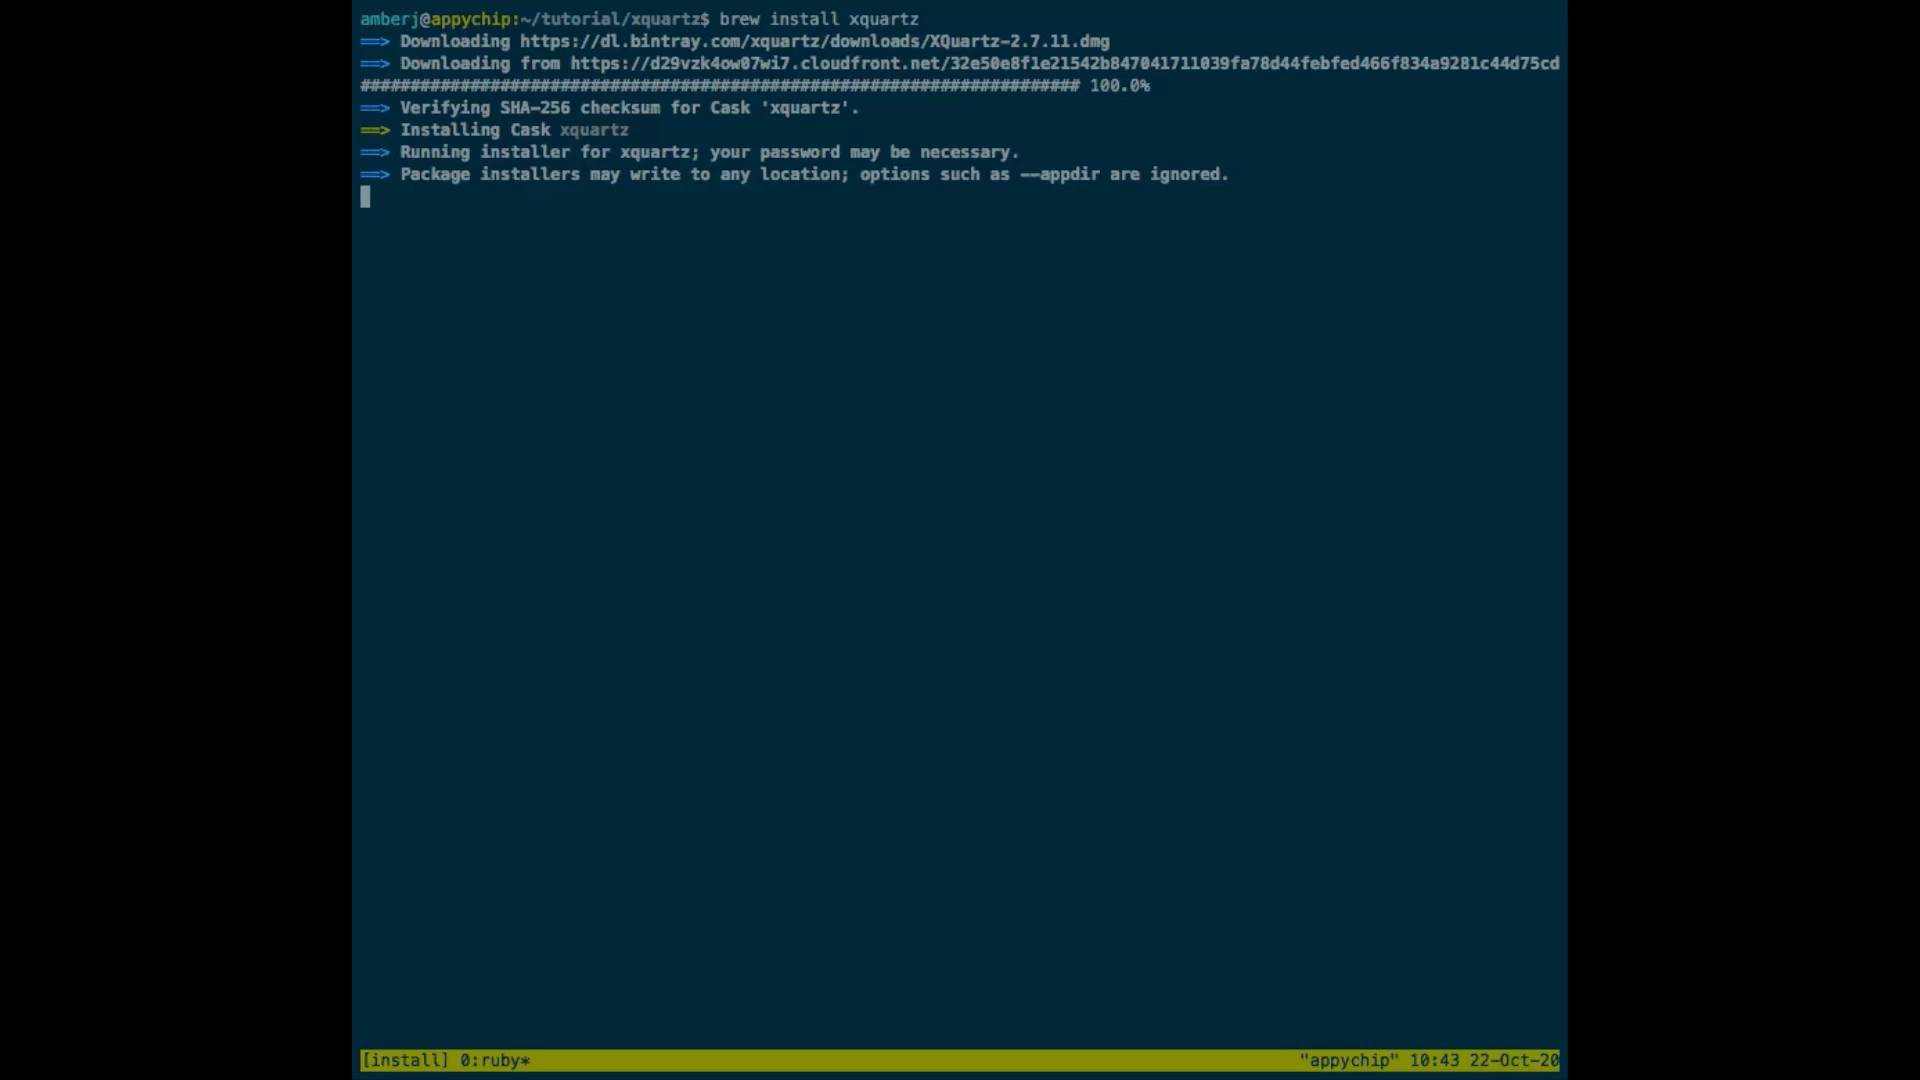 amberj@appychip:~/tutorial/xquartz$ brew install xquartz
==> Downloading https://dl.bintray.com/xquartz/downloads/XQuartz-2.7.11.dmg
==> Downloading from https://d29vzk4ow07wi7.cloudfront.net/32e50e8f1e21542b847041711039fa78d44febfed466f834a9281c44d75cd
######################################################################## 100.0%
==> Verifying SHA-256 checksum for Cask 'xquartz'.
==> Installing Cask xquartz
==> Running installer for xquartz; your password may be necessary.
==> Package installers may write to any location; options such as --appdir are ignored.
[install] 0:ruby* "appychip" 10:43 22-Oct-20